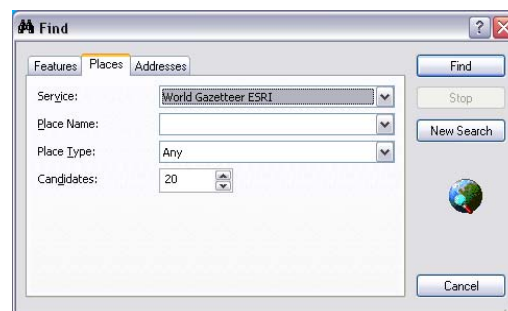 Find
Features Places Addresses
Service: World Gazetteer ESRI
Place Name:
Place Type: Any
Candidates: 20
Find
Stop
New Search
Cancel